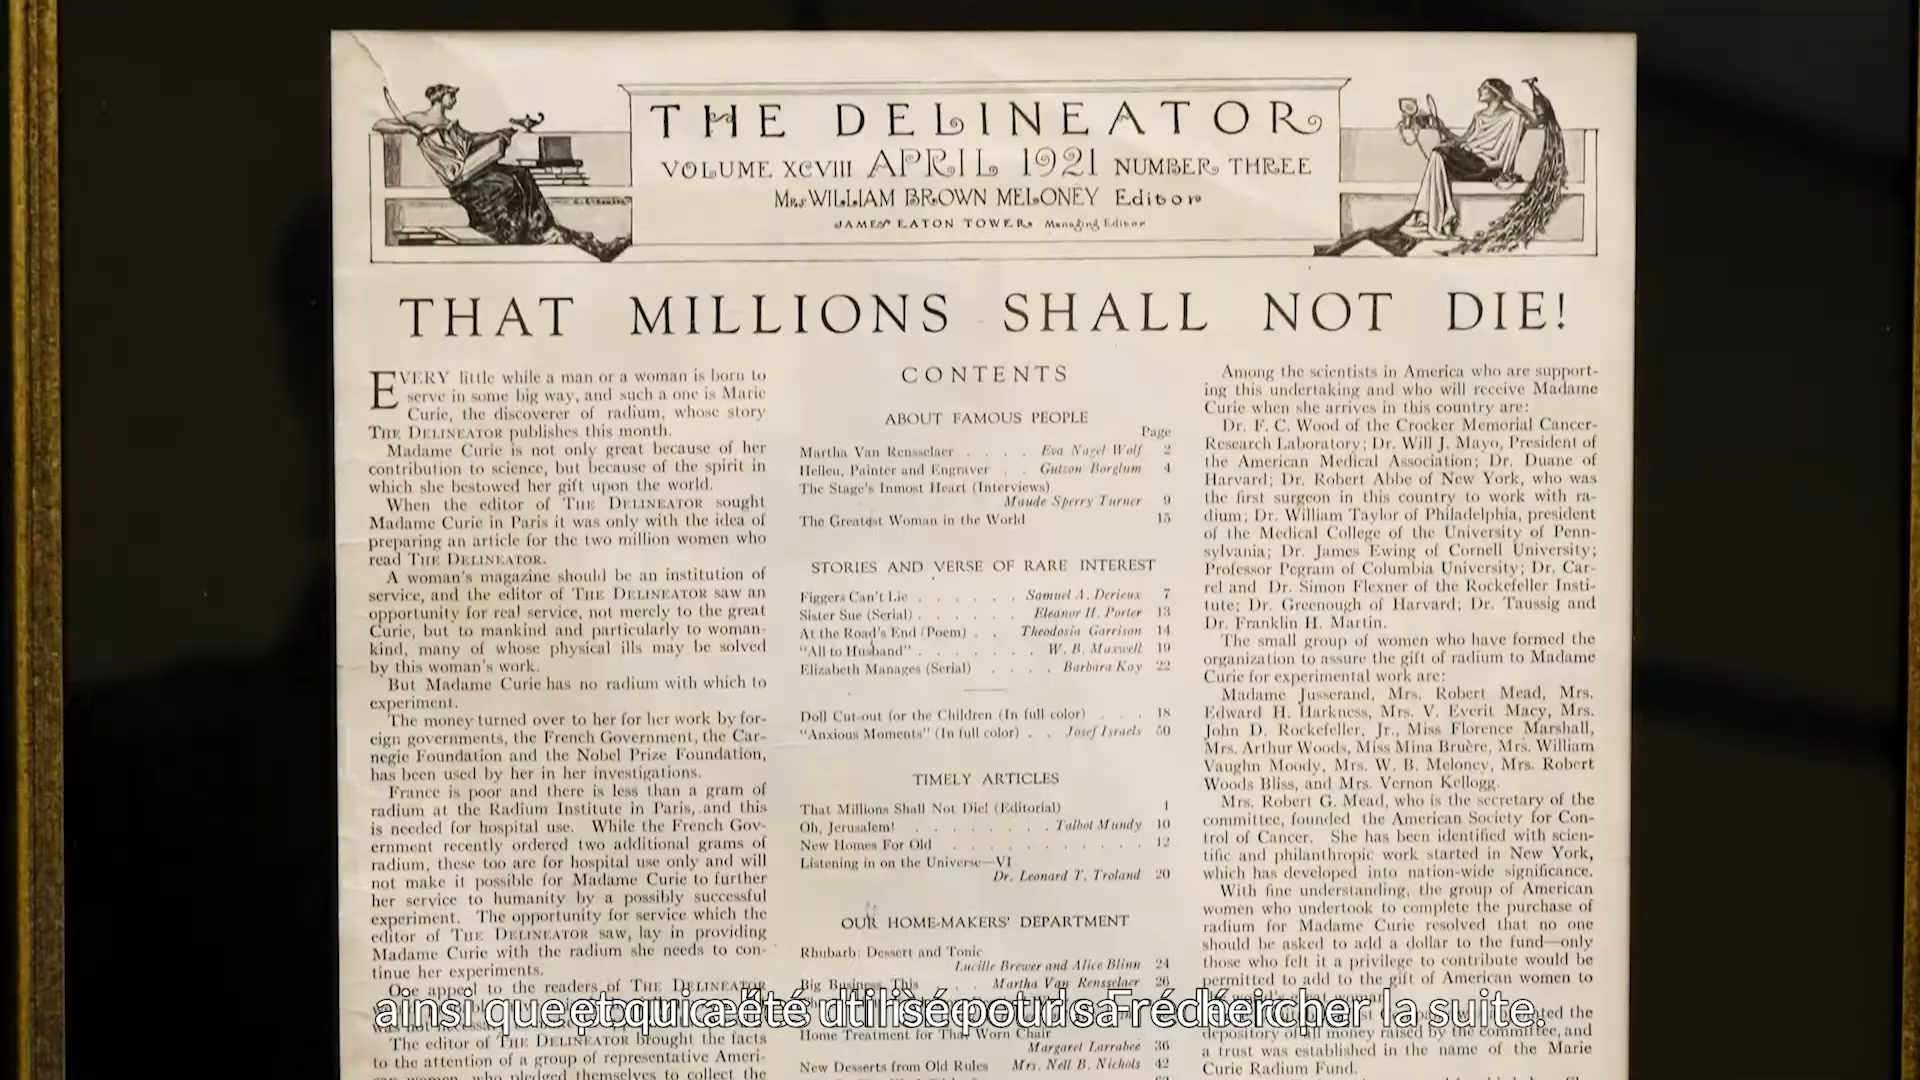 THE DELINEATOR
VOLUME XCVIII APRIL 1921 NUMBER THREE
Mrs WILLIAM BROWN MELONEY Editor
JAMES EATON TOWER Managing Editor
THAT MILLIONS SHALL NOT DIE!
EVERY little while a man or a woman is born to
serve in some big way, and such a one is Marie
Curie, the discoverer of radium, whose story
THE DELINEATOR publishes this month.
Madame Curie is not only great because of her
contribution to science, but because of the spirit in
which she bestowed her gift upon the world.
When the editor of THE DELINEATOR sought
Madame Curie in Paris it was only with the idea of
preparing an article for the two million women who
read THE DELINEATOR.
A woman's magazine should be an institution of
service, and the editor of THE DELINEATOR saw an
opportunity for real service, not merely to the great
Curie, but to mankind and particularly to woman-
kind, many of whose physical ills may be solved
by this woman's work.
But Madame Curie has no radium with which to
experiment.
The money turned over to her for her work by for-
eign governments, the French Government, the Car-
negie Foundation and the Nobel Prize Foundation,
has been used by her in her investigations.
France is poor and there is less than a gram of
radium at the Radium Institute in Paris, and this
is needed for hospital use. While the French Gov-
ernment recently ordered two additional grams of
radium, these too are for hospital use only and will
not make it possible for Madame Curie to further
her service to humanity by a possibly successful
experiment. The opportunity for service which the
editor of THE DELINEATOR saw, lay in providing
Madame Curie with the radium she needs to con-
tinue her experiments.
One appeal to the readers of THE DELINEATOR
The editor of THE DELINEATOR brought the facts
to the attention of a group of representative Ameri-
can women, who pledged themselves to collect the
CONTENTS
ABOUT FAMOUS PEOPLE
Page
Martha Van Rensselaer . . . . Eva Nagel Wolf 2
Helleu, Painter and Engraver . . Gutzon Borglum 4
The Stage's Inmost Heart (Interviews)
Maude Sperry Turner 9
The Greatest Woman in the World 15
STORIES AND VERSE OF RARE INTEREST
Figgers Can't Lie . . . . . . Samuel A. Derieux 7
Sister Sue (Serial) . . . . . . Eleanor H. Porter 13
At the Road's End (Poem) . . Theodosia Garrison 14
"All to Husband" . . . . . . . W. B. Maxwell 19
Elizabeth Manages (Serial) . . . . Barbara Kay 22
Doll Cut-out for the Children (In full color) . . . 18
"Anxious Moments" (In full color) . . Josef Israels 50
TIMELY ARTICLES
That Millions Shall Not Die! (Editorial) 1
Oh, Jerusalem! . . . . . . . . Talbot Mundy 10
New Homes For Old . . . . . . . . . . . 12
Listening in on the Universe—VI
Dr. Leonard T. Troland 20
OUR HOME-MAKERS' DEPARTMENT
Rhubarb: Dessert and Tonic
Lucille Brewer and Alice Blinn 24
Big Business, This . . . . Martha Van Rensselaer 26
Home Treatment for That Worn Chair
Margaret Larrabee 36
New Desserts from Old Rules Mrs. Nell B. Nichols 42
Among the scientists in America who are support-
ing this undertaking and who will receive Madame
Curie when she arrives in this country are:
Dr. F. C. Wood of the Crocker Memorial Cancer-
Research Laboratory; Dr. Will J. Mayo, President of
the American Medical Association; Dr. Duane of
Harvard; Dr. Robert Abbe of New York, who was
the first surgeon in this country to work with ra-
dium; Dr. William Taylor of Philadelphia, president
of the Medical College of the University of Penn-
sylvania; Dr. James Ewing of Cornell University;
Professor Pegram of Columbia University; Dr. Car-
rel and Dr. Simon Flexner of the Rockefeller Insti-
tute; Dr. Greenough of Harvard; Dr. Taussig and
Dr. Franklin H. Martin.
The small group of women who have formed the
organization to assure the gift of radium to Madame
Curie for experimental work are:
Madame Jusserand, Mrs. Robert Mead, Mrs.
Edward H. Harkness, Mrs. V. Everit Macy, Mrs.
John D. Rockefeller, Jr., Miss Florence Marshall,
Mrs. Arthur Woods, Miss Mina Bruère, Mrs. William
Vaughn Moody, Mrs. W. B. Meloney, Mrs. Robert
Woods Bliss, and Mrs. Vernon Kellogg.
Mrs. Robert G. Mead, who is the secretary of the
committee, founded the American Society for Con-
trol of Cancer. She has been identified with scien-
tific and philanthropic work started in New York,
which has developed into nation-wide significance.
With fine understanding, the group of American
women who undertook to complete the purchase of
radium for Madame Curie resolved that no one
should be asked to add a dollar to the fund—only
those who felt it a privilege to contribute would be
permitted to add to the gift of American women to
depository of all money raised by the committee, and
a trust was established in the name of the Marie
Curie Radium Fund.
ainsi que la suite.